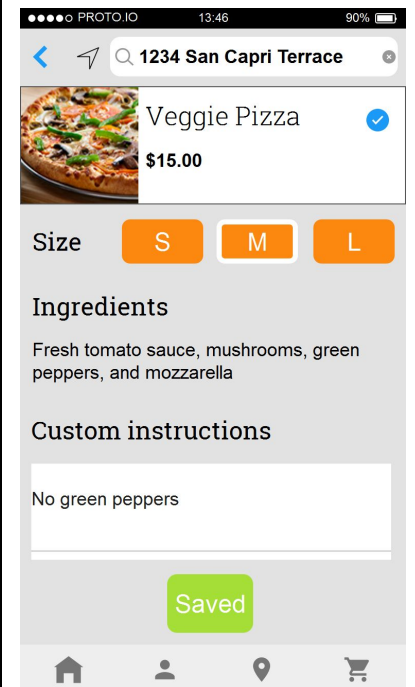 PROTO.IO 13:46 90%
1234 San Capri Terrace
Veggie Pizza
$15.00
Size S M L
Ingredients
Fresh tomato sauce, mushrooms, green
peppers, and mozzarella
Custom instructions
No green peppers
Saved